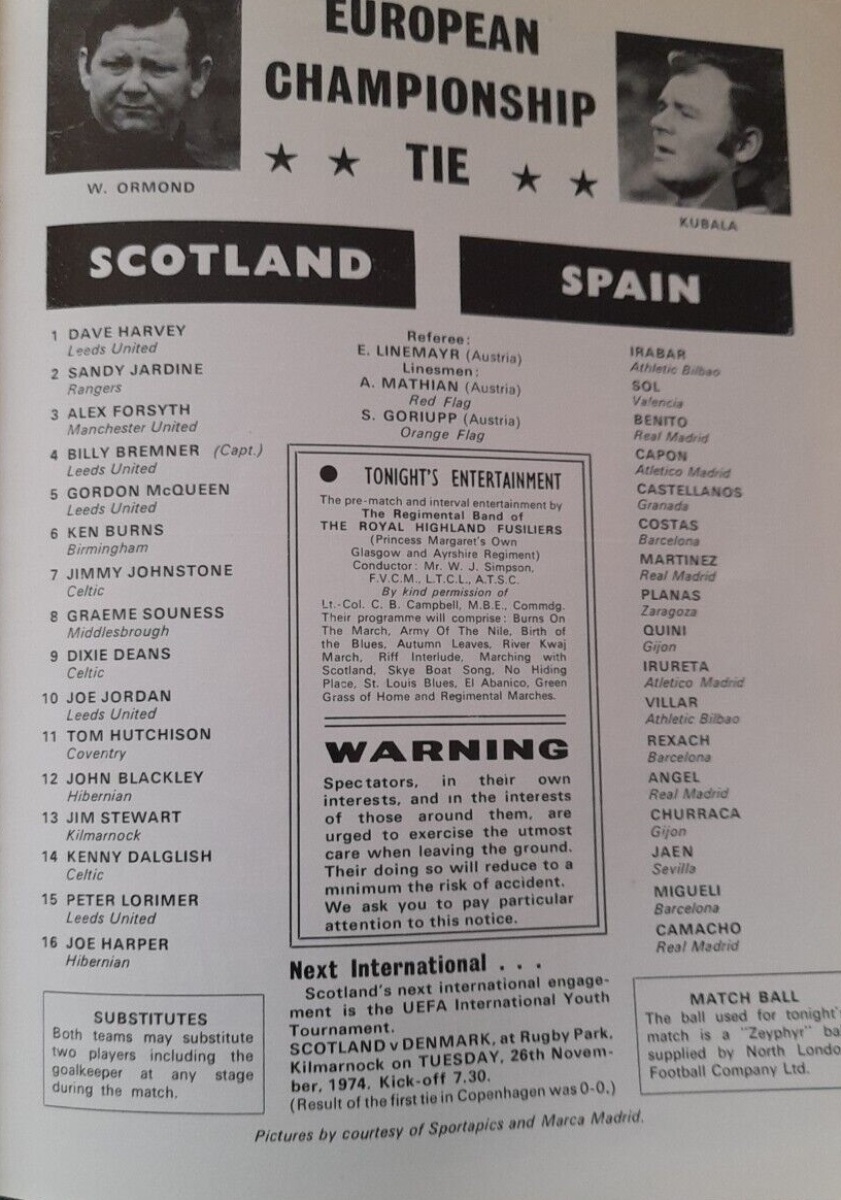 EUROPEAN
CHAMPIONSHIP
★ ★ TIE ★ ★
W. ORMOND
KUBALA
SCOTLAND
1 DAVE HARVEY
Leeds United
2 SANDY JARDINE
Rangers
3 ALEX FORSYTH
Manchester United
4 BILLY BREMNER (Capt.)
Leeds United
5 GORDON McQUEEN
Leeds United
6 KEN BURNS
Birmingham
7 JIMMY JOHNSTONE
Celtic
8 GRAEME SOUNESS
Middlesbrough
9 DIXIE DEANS
Celtic
10 JOE JORDAN
Leeds United
11 TOM HUTCHISON
Coventry
12 JOHN BLACKLEY
Hibernian
13 JIM STEWART
Kilmarnock
14 KENNY DALGLISH
Celtic
15 PETER LORIMER
Leeds United
16 JOE HARPER
Hibernian
SUBSTITUTES
Both teams may substitute
two players including the
goalkeeper at any stage
during the match.
Referee:
E. LINEMAYR (Austria)
Linesmen:
A. MATHIAN (Austria)
Red Flag
S. GORIUPP (Austria)
Orange Flag
● TONIGHT'S ENTERTAINMENT
The pre-match and interval entertainment by
The Regimental Band of
THE ROYAL HIGHLAND FUSILIERS
(Princess Margaret's Own
Glasgow and Ayrshire Regiment)
Conductor: Mr. W. J. Simpson,
F.V.C.M., L.T.C.L., A.T.S.C.
By kind permission of
Lt.-Col. C. B. Campbell, M.B.E., Commdg.
Their programme will comprise: Burns On
The March, Army Of The Nile, Birth of
the Blues, Autumn Leaves, River Kwaj
March, Riff Interlude, Marching with
Scotland, Skye Boat Song, No Hiding
Place, St. Louis Blues, El Abanico, Green
Grass of Home and Regimental Marches.
WARNING
Spectators, in their own
interests, and in the interests
of those around them, are
urged to exercise the utmost
care when leaving the ground.
Their doing so will reduce to a
minimum the risk of accident.
We ask you to pay particular
attention to this notice.
Next International . . .
Scotland's next international engage-
ment is the UEFA International Youth
Tournament.
SCOTLAND v DENMARK, at Rugby Park,
Kilmarnock on TUESDAY, 26th Novem-
ber, 1974. Kick-off 7.30.
(Result of the first tie in Copenhagen was 0-0.)
SPAIN
IRABAR
Athletic Bilbao
SOL
Valencia
BENITO
Real Madrid
CAPON
Atletico Madrid
CASTELLANOS
Granada
COSTAS
Barcelona
MARTINEZ
Real Madrid
PLANAS
Zaragoza
QUINI
Gijon
IRURETA
Atletico Madrid
VILLAR
Athletic Bilbao
REXACH
Barcelona
ANGEL
Real Madrid
CHURRACA
Gijon
JAEN
Sevilla
MIGUELI
Barcelona
CAMACHO
Real Madrid
MATCH BALL
The ball used for tonight'
match is a "Zeyphyr" ba
supplied by North Londo
Football Company Ltd.
Pictures by courtesy of Sportapics and Marca Madrid.